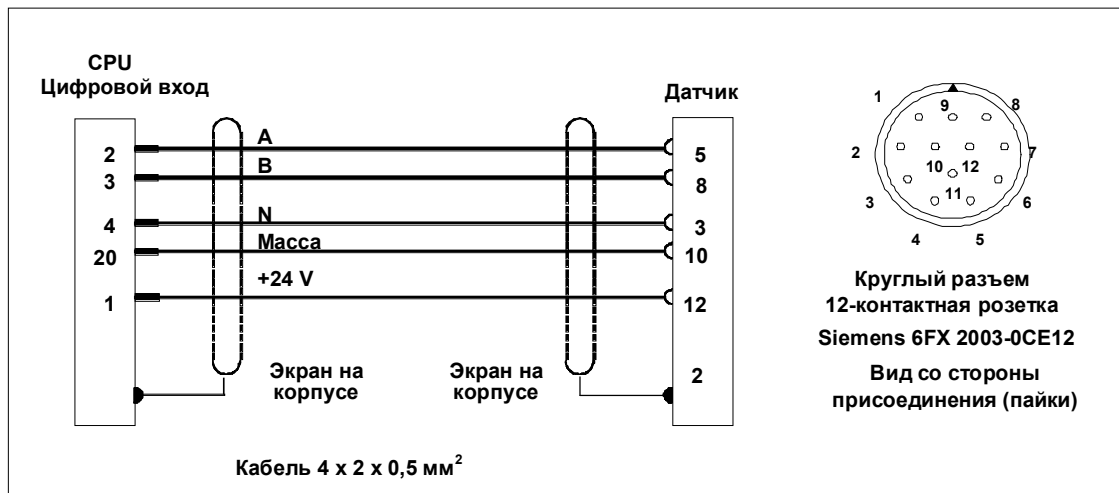 CPU
Цифровой вход
Датчик
2
A
5
3
B
8
4
N
3
20
Масса
10
1
+24 V
12
Экран на
корпусе
Экран на
корпусе
2
Кабель 4 x 2 x 0,5 мм²
1
9
8
2
7
10
12
3
11
6
4
5
Круглый разъем
12-контактная розетка
Siemens 6FX 2003-0CE12
Вид со стороны
присоединения (пайки)